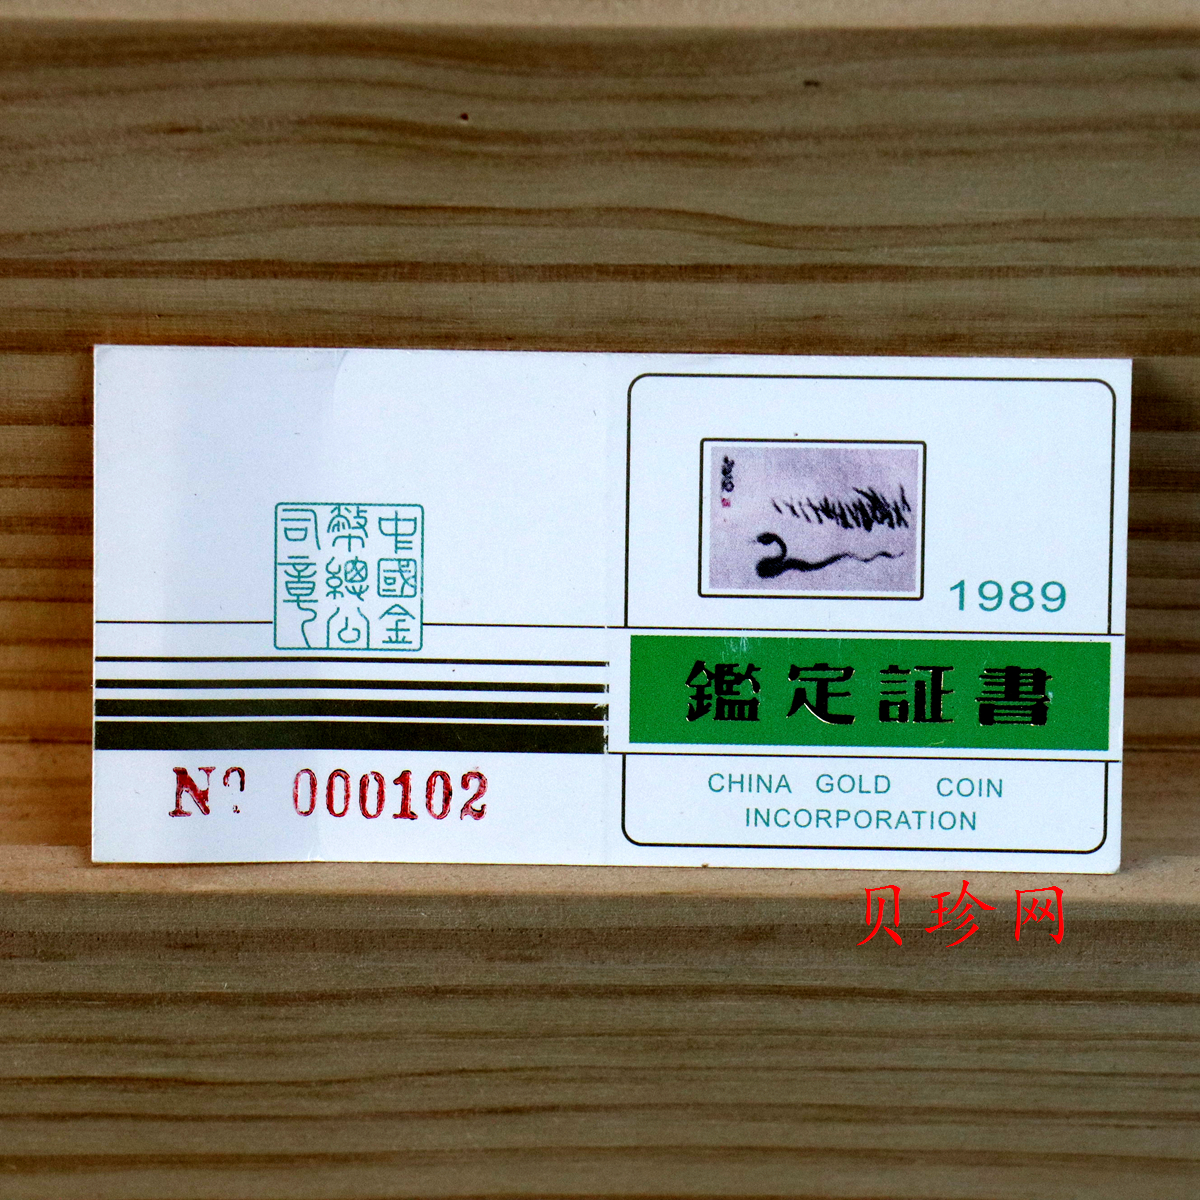 中國金
幣總公
司章
№ 000102
1989
鑑定証書
CHINA GOLD COIN
INCORPORATION
贝珍网